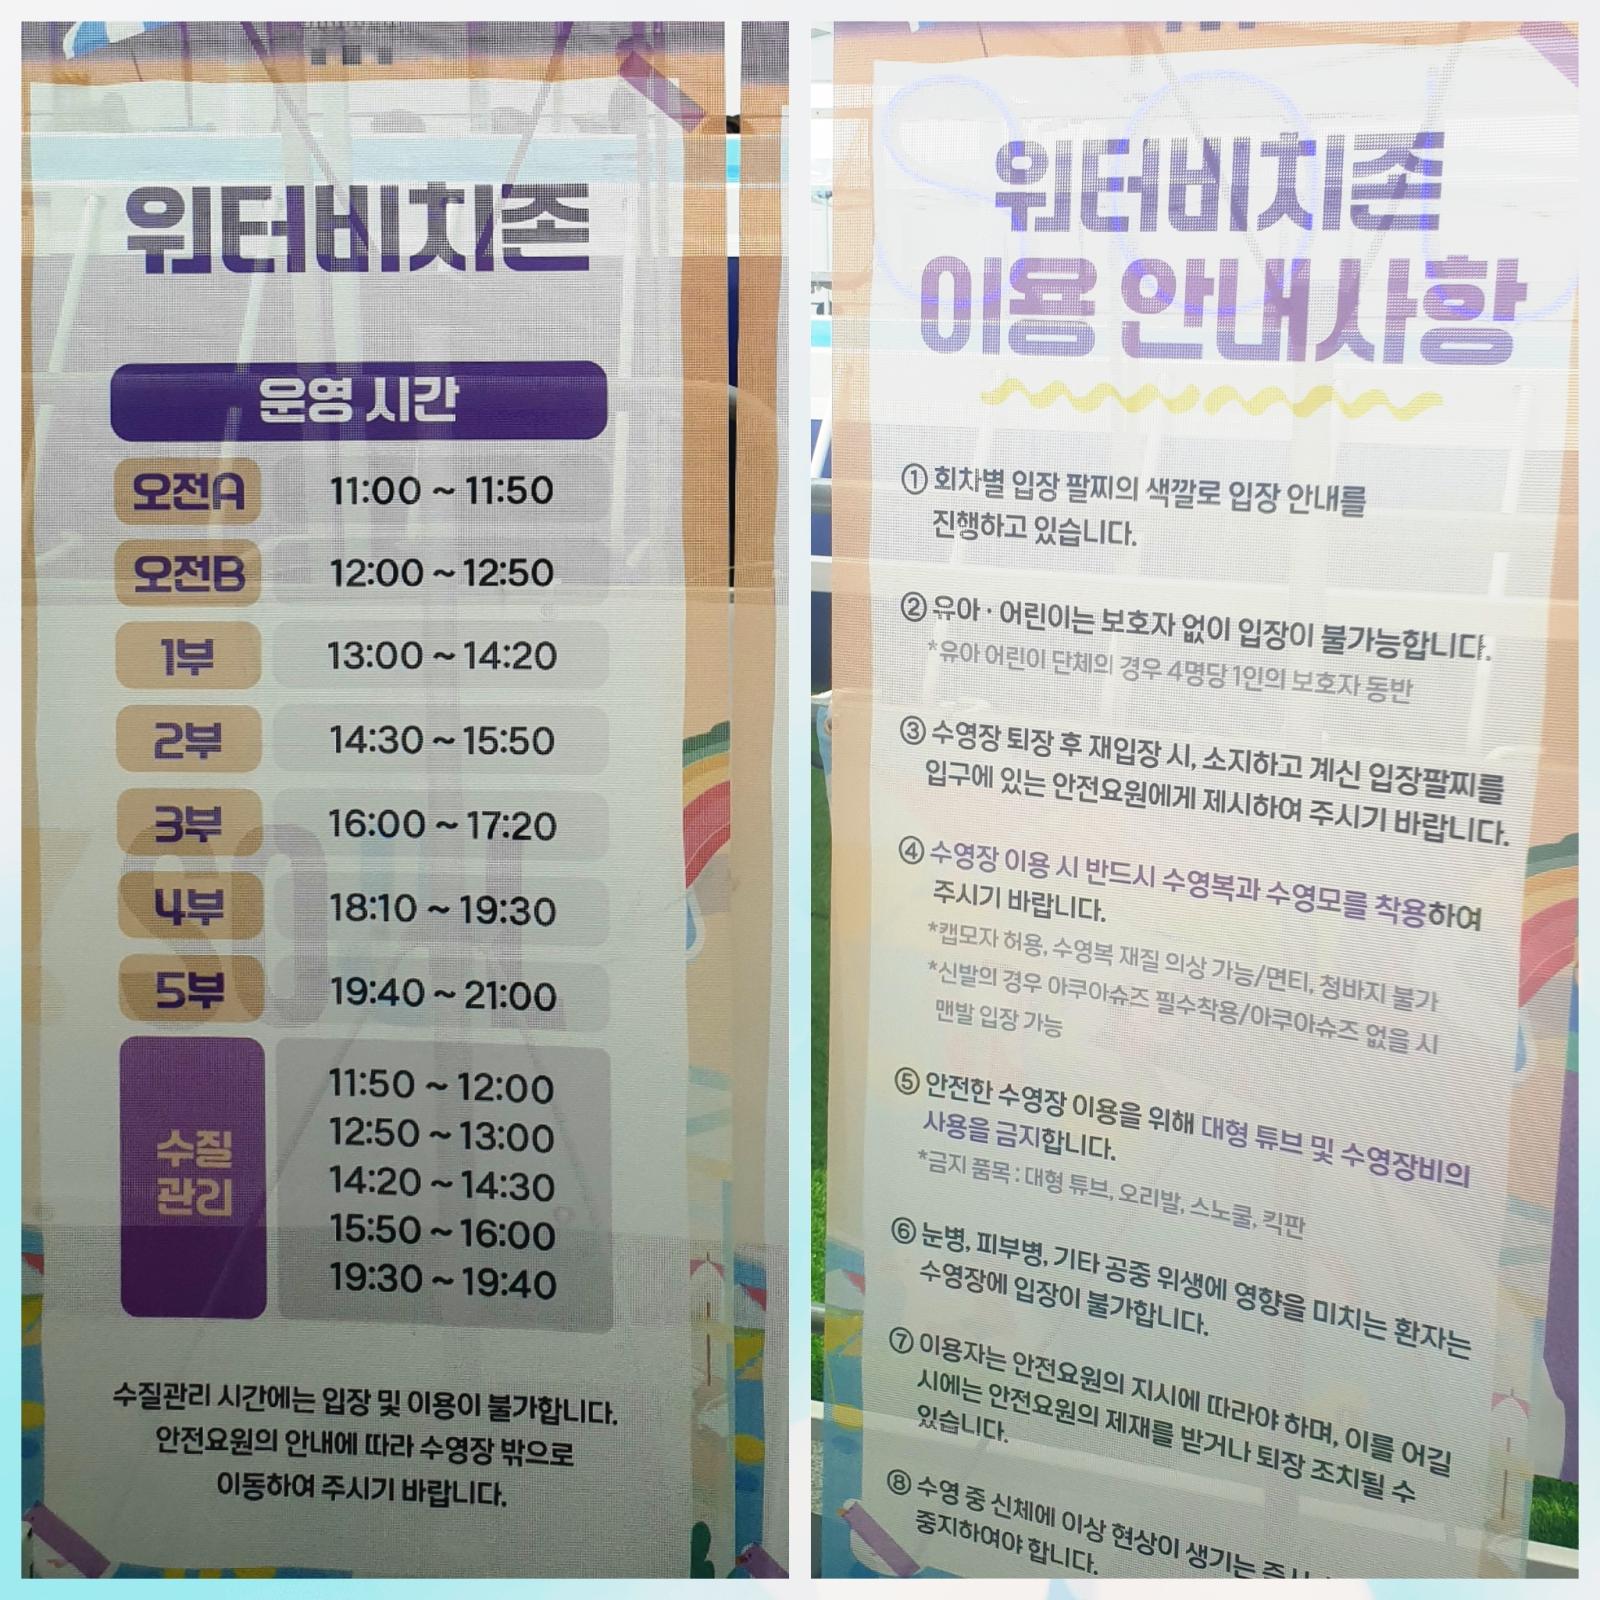 워터비치존
운영 시간
오전A 11:00 ~ 11:50
오전B 12:00 ~ 12:50
1부 13:00 ~ 14:20
2부 14:30 ~ 15:50
3부 16:00 ~ 17:20
4부 18:10 ~ 19:30
5부 19:40 ~ 21:00
수질
관리
11:50 ~ 12:00
12:50 ~ 13:00
14:20 ~ 14:30
15:50 ~ 16:00
19:30 ~ 19:40
수질관리 시간에는 입장 및 이용이 불가합니다.
안전요원의 안내에 따라 수영장 밖으로
이동하여 주시기 바랍니다.
워터비치존
이용 안내사항
① 회차별 입장 팔찌의 색깔로 입장 안내를
진행하고 있습니다.
② 유아 · 어린이는 보호자 없이 입장이 불가능합니다.
*유아 어린이 단체의 경우 4명당 1인의 보호자 동반
③ 수영장 퇴장 후 재입장 시, 소지하고 계신 입장팔찌를
입구에 있는 안전요원에게 제시하여 주시기 바랍니다.
④ 수영장 이용 시 반드시 수영복과 수영모를 착용하여
주시기 바랍니다.
*캡모자 허용, 수영복 재질 의상 가능/면티, 청바지 불가
*신발의 경우 아쿠아슈즈 필수착용/아쿠아슈즈 없을 시
맨발 입장 가능
⑤ 안전한 수영장 이용을 위해 대형 튜브 및 수영장비의
사용을 금지합니다.
*금지 품목 : 대형 튜브, 오리발, 스노쿨, 킥판
⑥ 눈병, 피부병, 기타 공중 위생에 영향을 미치는 환자는
수영장에 입장이 불가합니다.
⑦ 이용자는 안전요원의 지시에 따라야 하며, 이를 어길
시에는 안전요원의 제재를 받거나 퇴장 조치될 수
있습니다.
⑧ 수영 중 신체에 이상 현상이 생기는
중지하여야 합니다.